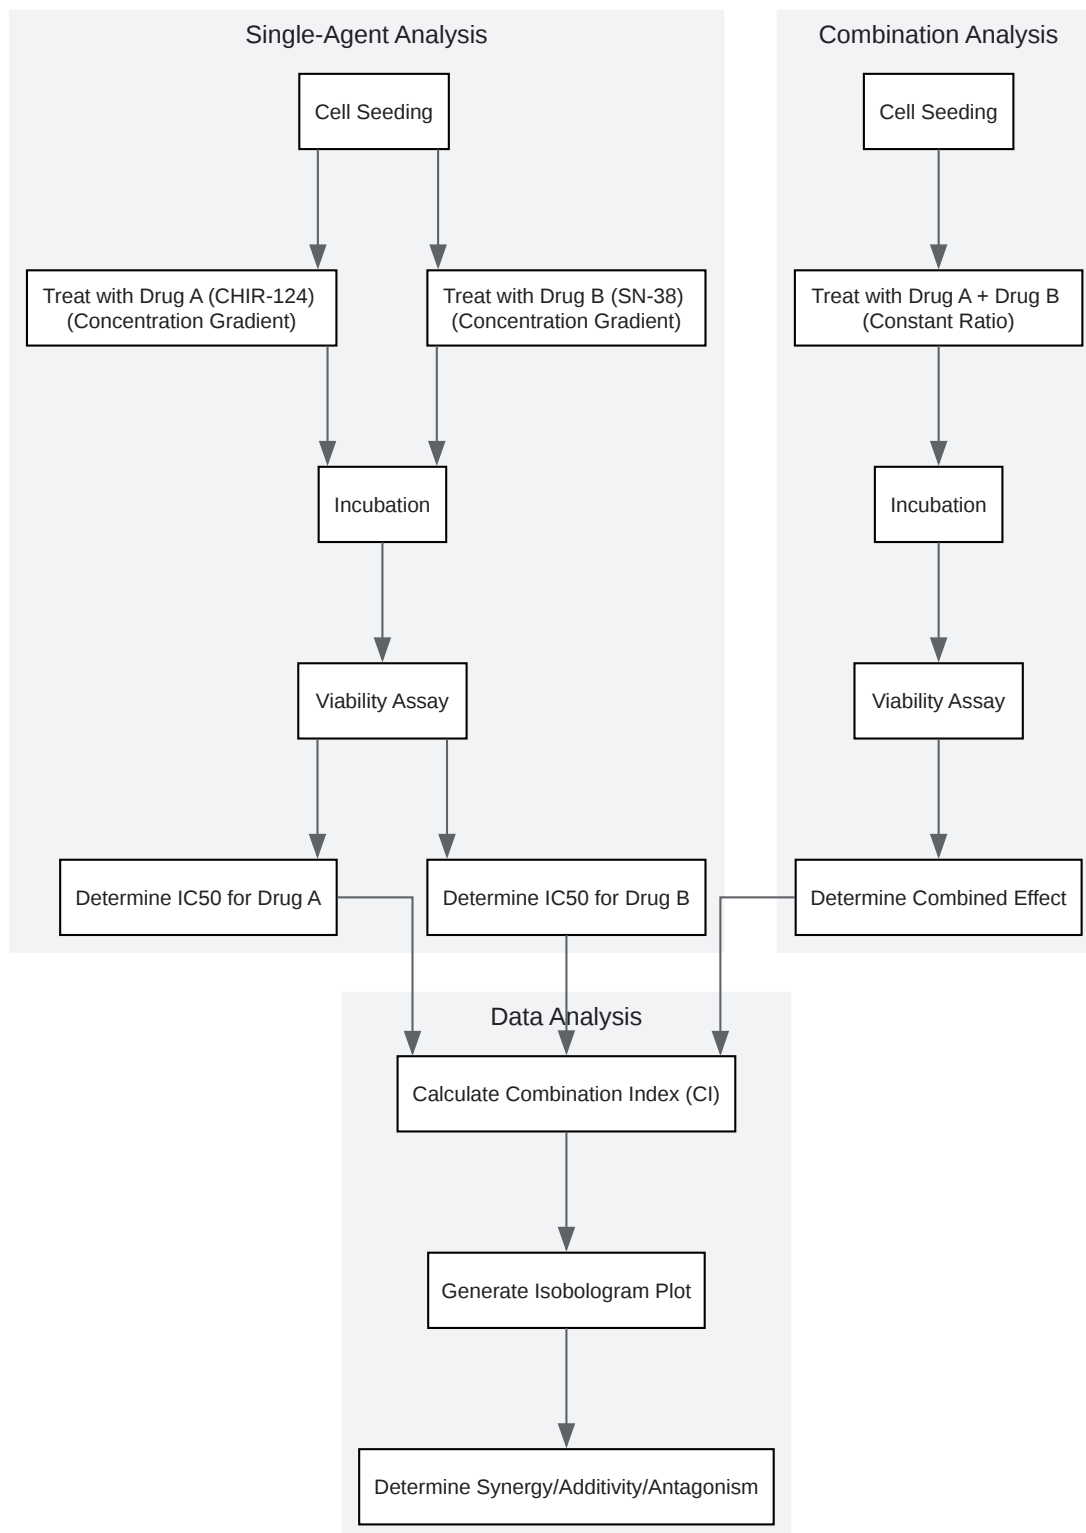 Single-Agent Analysis
Cell Seeding
Treat with Drug A (CHIR-124)
(Concentration Gradient)
Treat with Drug B (SN-38)
(Concentration Gradient)
Incubation
Viability Assay
Determine IC50 for Drug A
Determine IC50 for Drug B
Combination Analysis
Cell Seeding
Treat with Drug A + Drug B
(Constant Ratio)
Incubation
Viability Assay
Determine Combined Effect
Data Analysis
Calculate Combination Index (CI)
Generate Isobologram Plot
Determine Synergy/Additivity/Antagonism